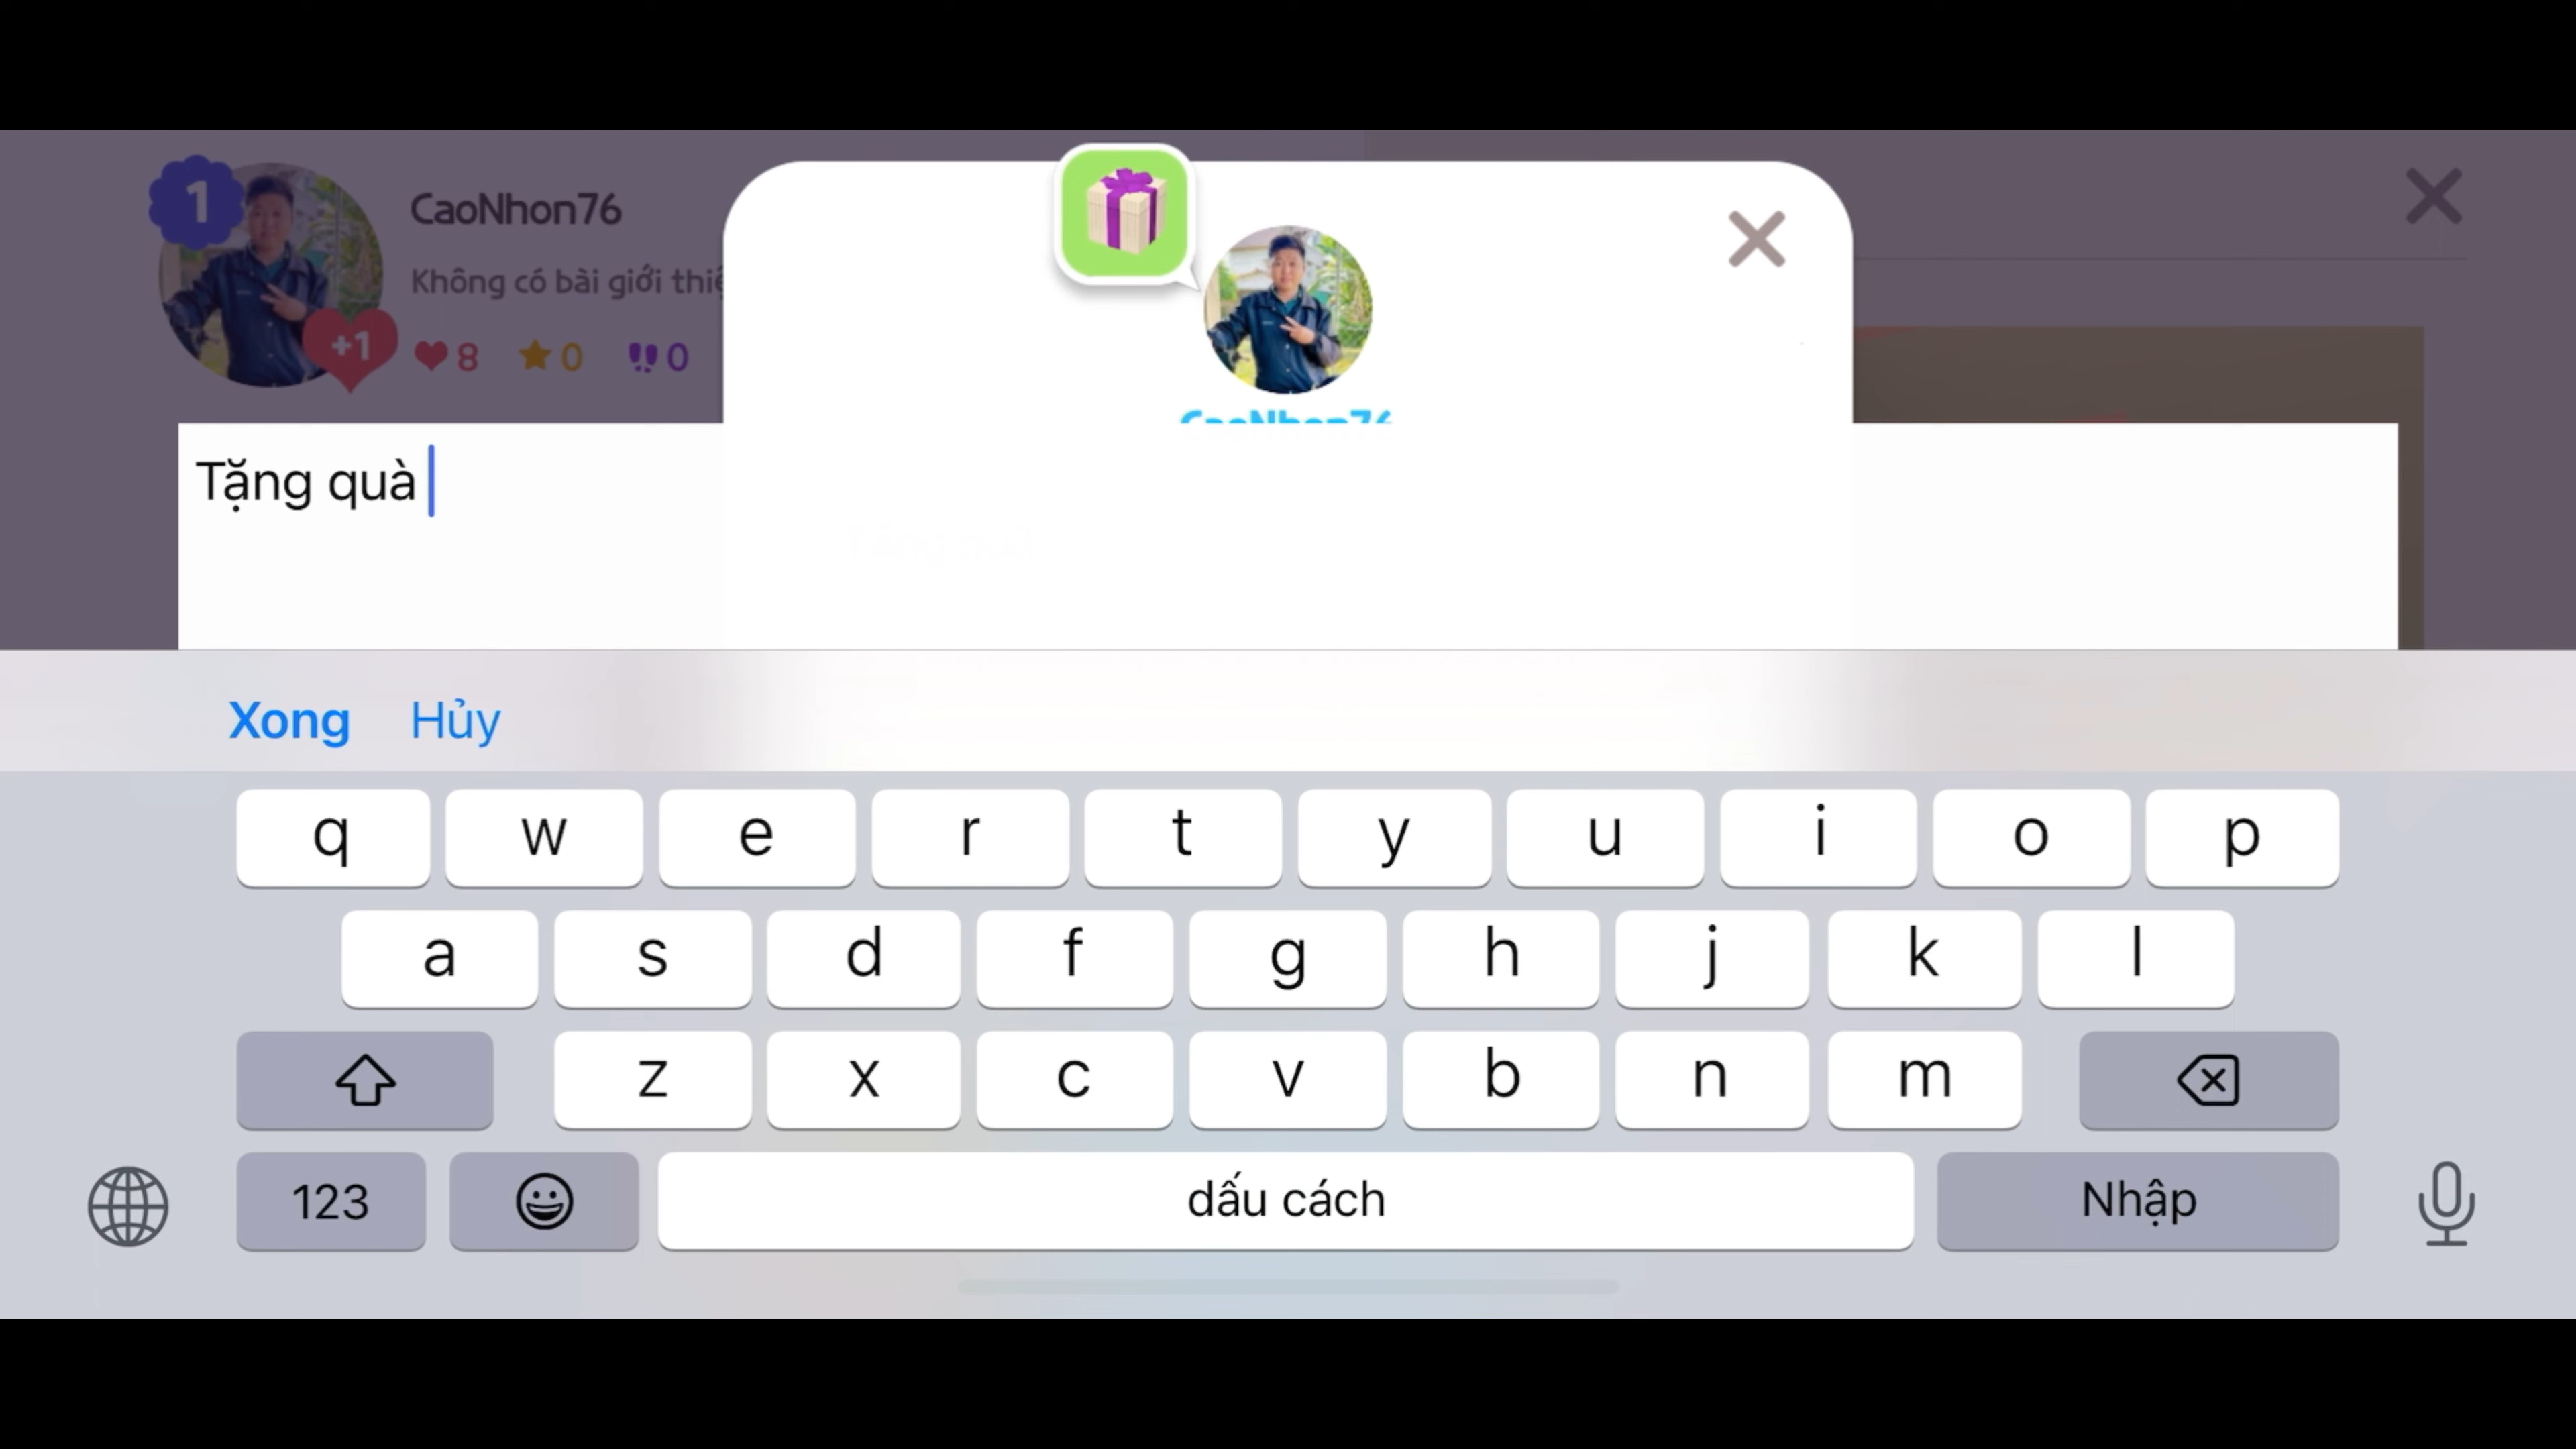 1
CaoNhon76
Không có bài giới thiệ
+1
8
0
0
CaoNhon76
Tặng quà
Xong Hủy
q w e r t y u i o p
a s d f g h j k l
z x c v b n m
123 dấu cách Nhập